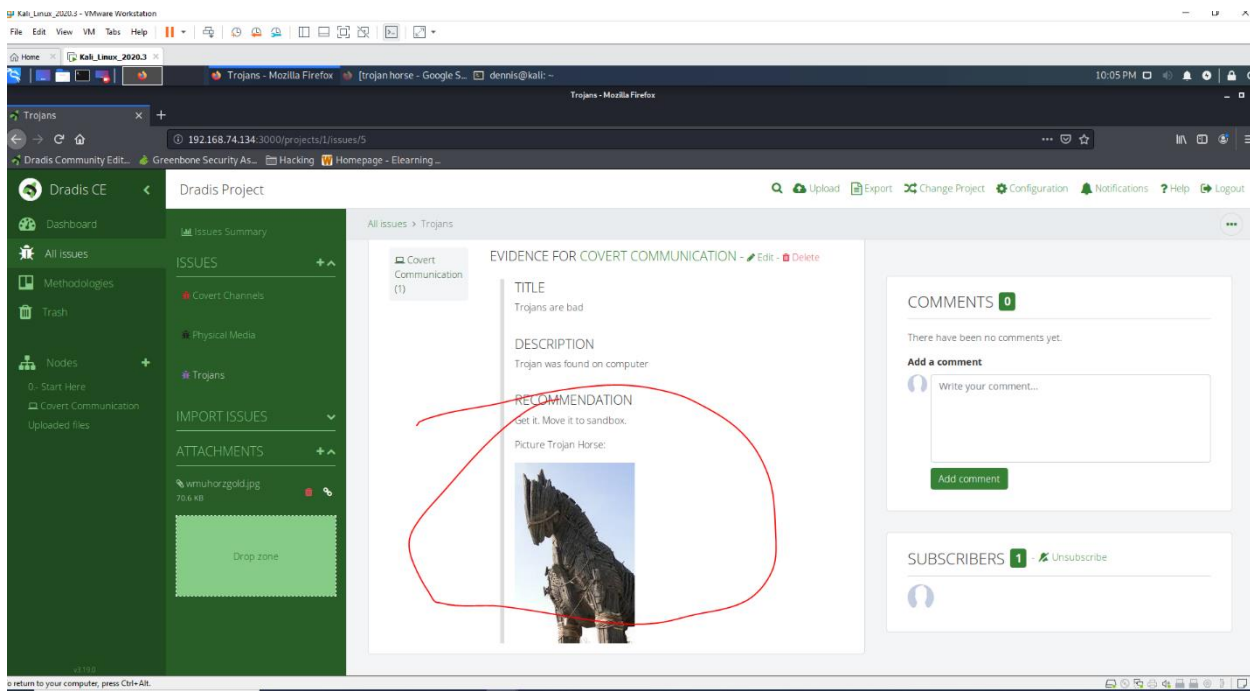 Kali_Linux_2020.3 - VMware Workstation
File Edit View VM Tabs Help
Home
Kali_Linux_2020.3
Trojans - Mozilla Firefox
[trojan horse - Google S...
dennis@kali: ~
10:05 PM
Trojans - Mozilla Firefox
Trojans
192.168.74.134:3000/projects/1/issues/5
Dradis Community Edit...
Greenbone Security As...
Hacking
Homepage - Elearning ...
Dradis CE
Dradis Project
Upload
Export
Change Project
Configuration
Notifications
Help
Logout
Dashboard
All issues
Methodologies
Trash
Nodes
0.- Start Here
Covert Communication
Uploaded files
v3.19.0
Issues Summary
ISSUES
Covert Channels
Physical Media
Trojans
IMPORT ISSUES
ATTACHMENTS
wmuhorzgold.jpg
70.6 KB
Drop zone
All issues > Trojans
Covert
Communication
(1)
EVIDENCE FOR COVERT COMMUNICATION - Edit - Delete
TITLE
Trojans are bad
DESCRIPTION
Trojan was found on computer
RECOMMENDATION
Get it. Move it to sandbox.
Picture Trojan Horse:
COMMENTS 0
There have been no comments yet.
Add a comment
Write your comment...
Add comment
SUBSCRIBERS 1 - Unsubscribe
o return to your computer, press Ctrl+Alt.